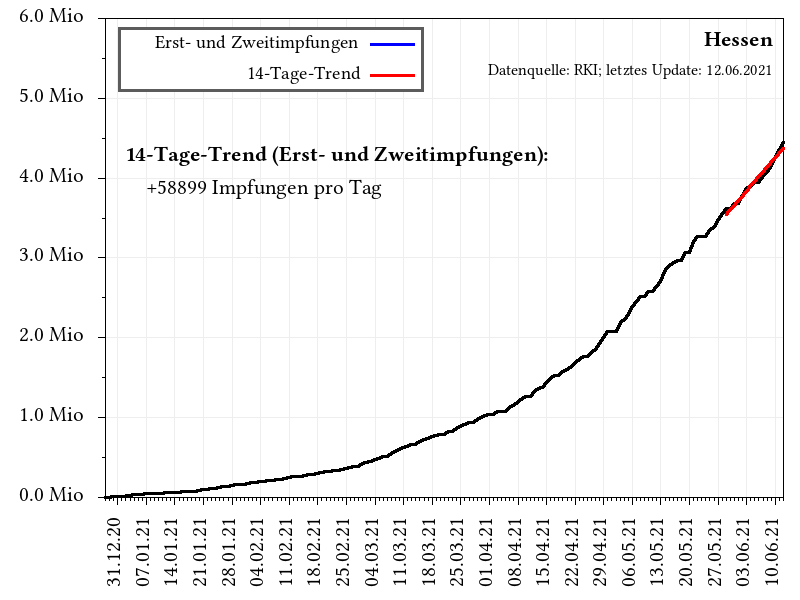 6.0 Mio
5.0 Mio
4.0 Mio
3.0 Mio
2.0 Mio
1.0 Mio
0.0 Mio
Erst- und Zweitimpfungen
14-Tage-Trend
Hessen
Datenquelle: RKI; letztes Update: 12.06.2021
14-Tage-Trend (Erst- und Zweitimpfungen):
+58899 Impfungen pro Tag
31.12.20
07.01.21
14.01.21
21.01.21
28.01.21
04.02.21
11.02.21
18.02.21
25.02.21
04.03.21
11.03.21
18.03.21
25.03.21
01.04.21
08.04.21
15.04.21
22.04.21
29.04.21
06.05.21
13.05.21
20.05.21
27.05.21
03.06.21
10.06.21